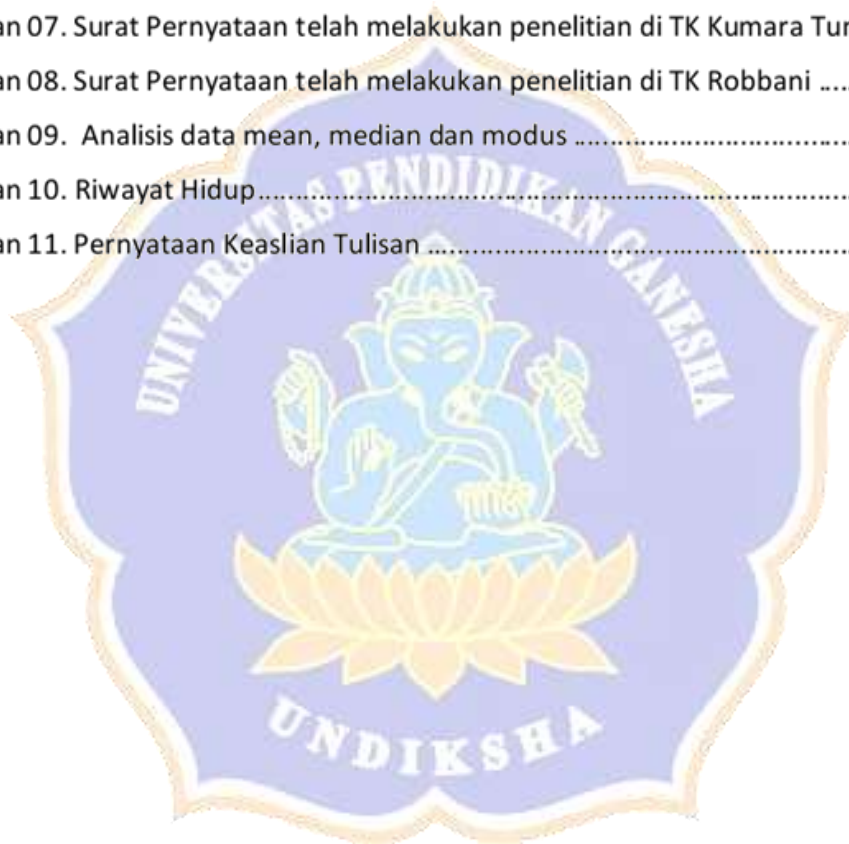 an 07. Surat Pernyataan telah melakukan penelitian di TK Kumara Tur
an 08. Surat Pernyataan telah melakukan penelitian di TK Robbani .....
an 09.  Analisis data mean, median dan modus ........................................
an 10. Riwayat Hidup...................................................................................
an 11. Pernyataan Keaslian Tulisan ..........................................................
UNIVERSITAS PENDIDIKAN GANESHA
UNDIKSHA